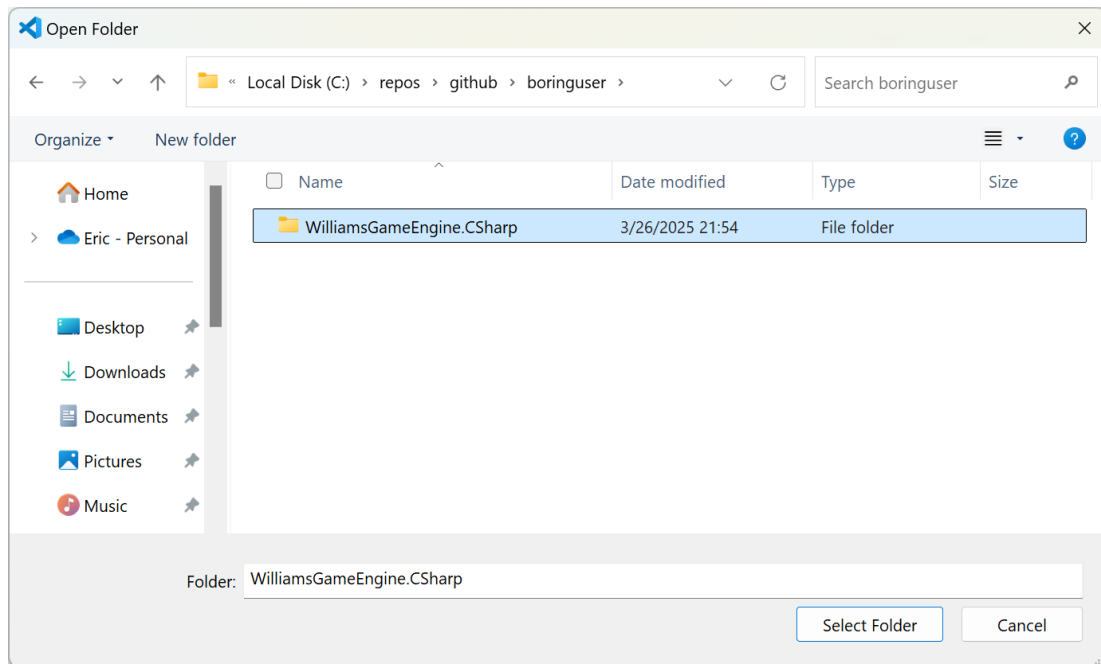 Open Folder
« Local Disk (C:) > repos > github > boringuser >
Search boringuser
Organize
New folder
Name
Date modified
Type
Size
Home
Eric - Personal
WilliamsGameEngine.CSharp
3/26/2025 21:54
File folder
Desktop
Downloads
Documents
Pictures
Music
Folder: WilliamsGameEngine.CSharp
Select Folder
Cancel